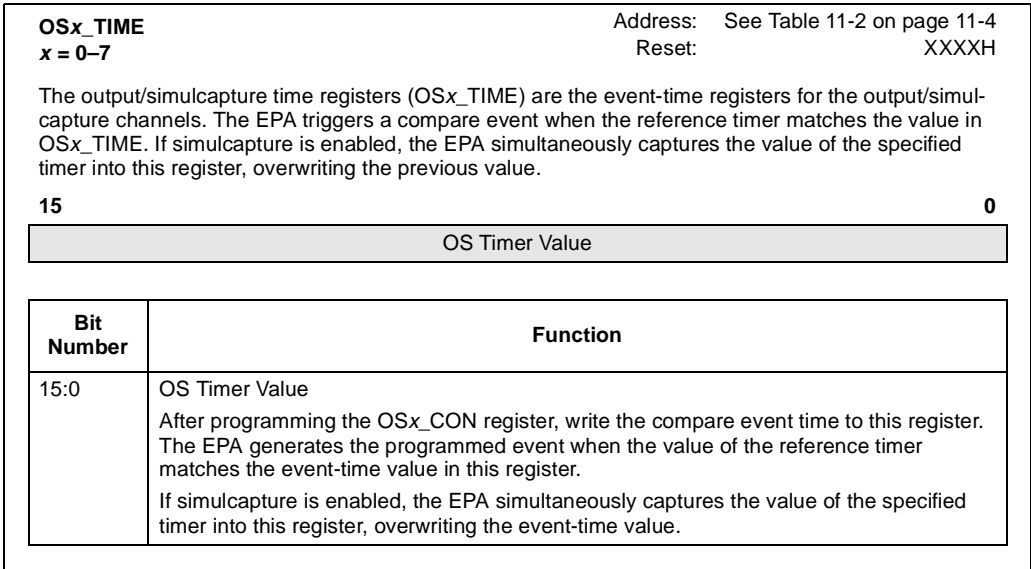 OSx_TIME
x = 0–7
Address: See Table 11-2 on page 11-4
Reset: XXXXH
The output/simulcapture time registers (OSx_TIME) are the event-time registers for the output/simul-
capture channels. The EPA triggers a compare event when the reference timer matches the value in
OSx_TIME. If simulcapture is enabled, the EPA simultaneously captures the value of the specified
timer into this register, overwriting the previous value.
15 0
OS Timer Value
Bit
Number
Function
15:0
OS Timer Value
After programming the OSx_CON register, write the compare event time to this register.
The EPA generates the programmed event when the value of the reference timer
matches the event-time value in this register.
If simulcapture is enabled, the EPA simultaneously captures the value of the specified
timer into this register, overwriting the event-time value.